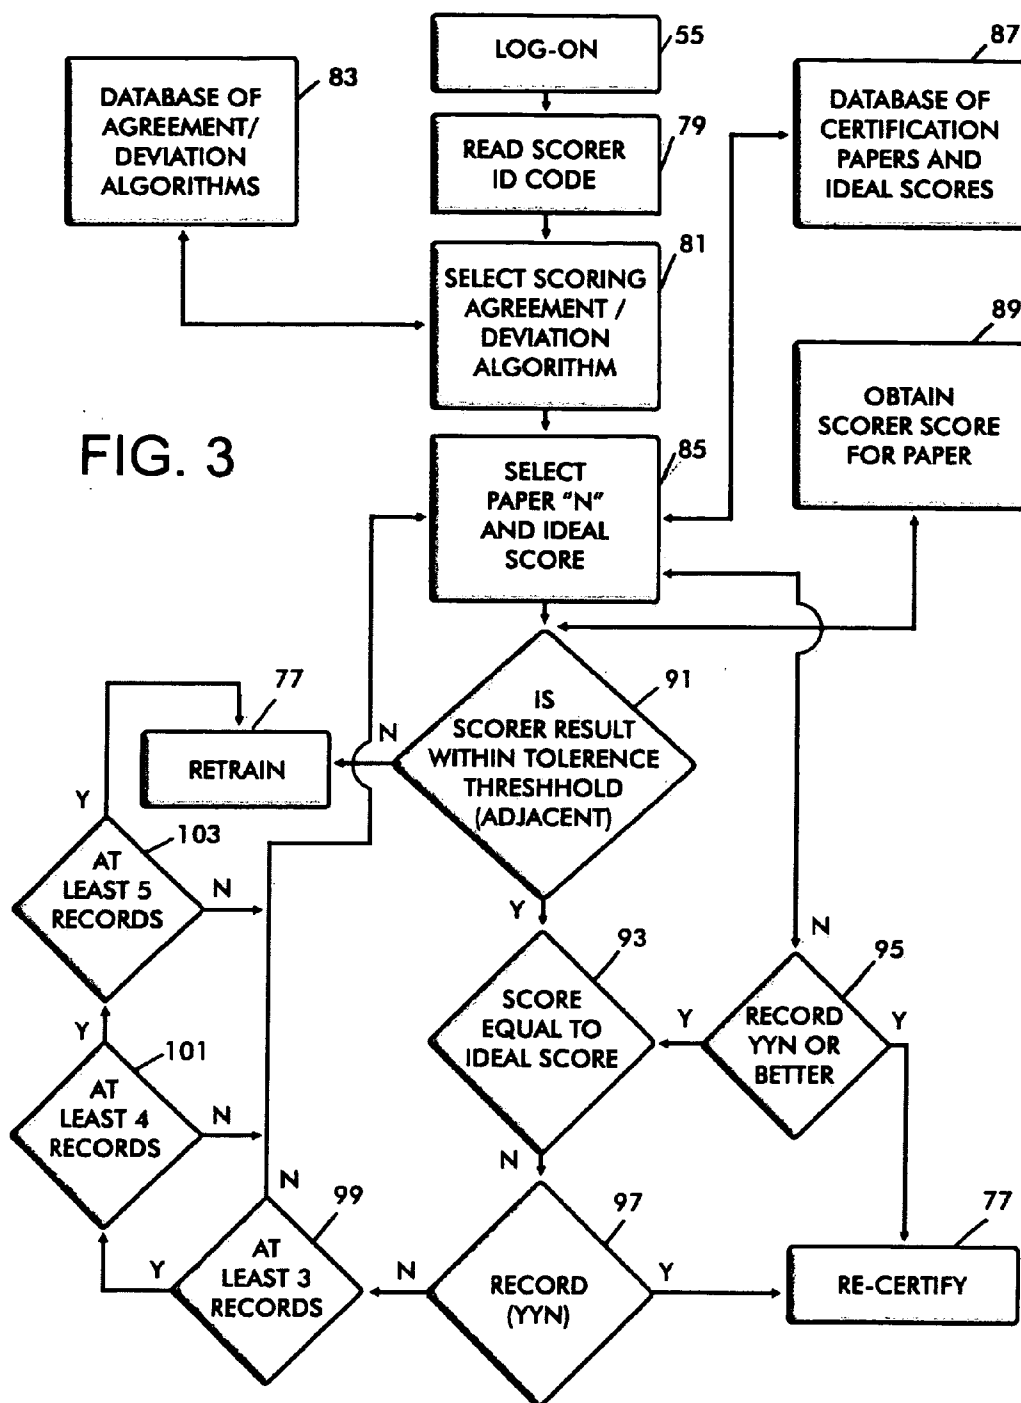 LOG-ON
55
87
83
DATABASE OF
AGREEMENT/
DEVIATION
ALGORITHMS
79
READ SCORER
ID CODE
DATABASE OF
CERTIFICATION
PAPERS AND
IDEAL SCORES
81
SELECT SCORING
AGREEMENT /
DEVIATION
ALGORITHM
89
OBTAIN
SCORER SCORE
FOR PAPER
FIG. 3
85
SELECT
PAPER "N"
AND IDEAL
SCORE
91
IS
SCORER RESULT
WITHIN TOLERENCE
THRESHHOLD
(ADJACENT)
N
77
RETRAIN
Y
Y
103
AT
LEAST 5
RECORDS
N
93
SCORE
EQUAL TO
IDEAL SCORE
N
95
Y
RECORD
YYN OR
BETTER
Y
Y
101
AT
LEAST 4
RECORDS
N
N
N
99
97
77
Y
AT
LEAST 3
RECORDS
N
RECORD
(YYN)
Y
RE-CERTIFY